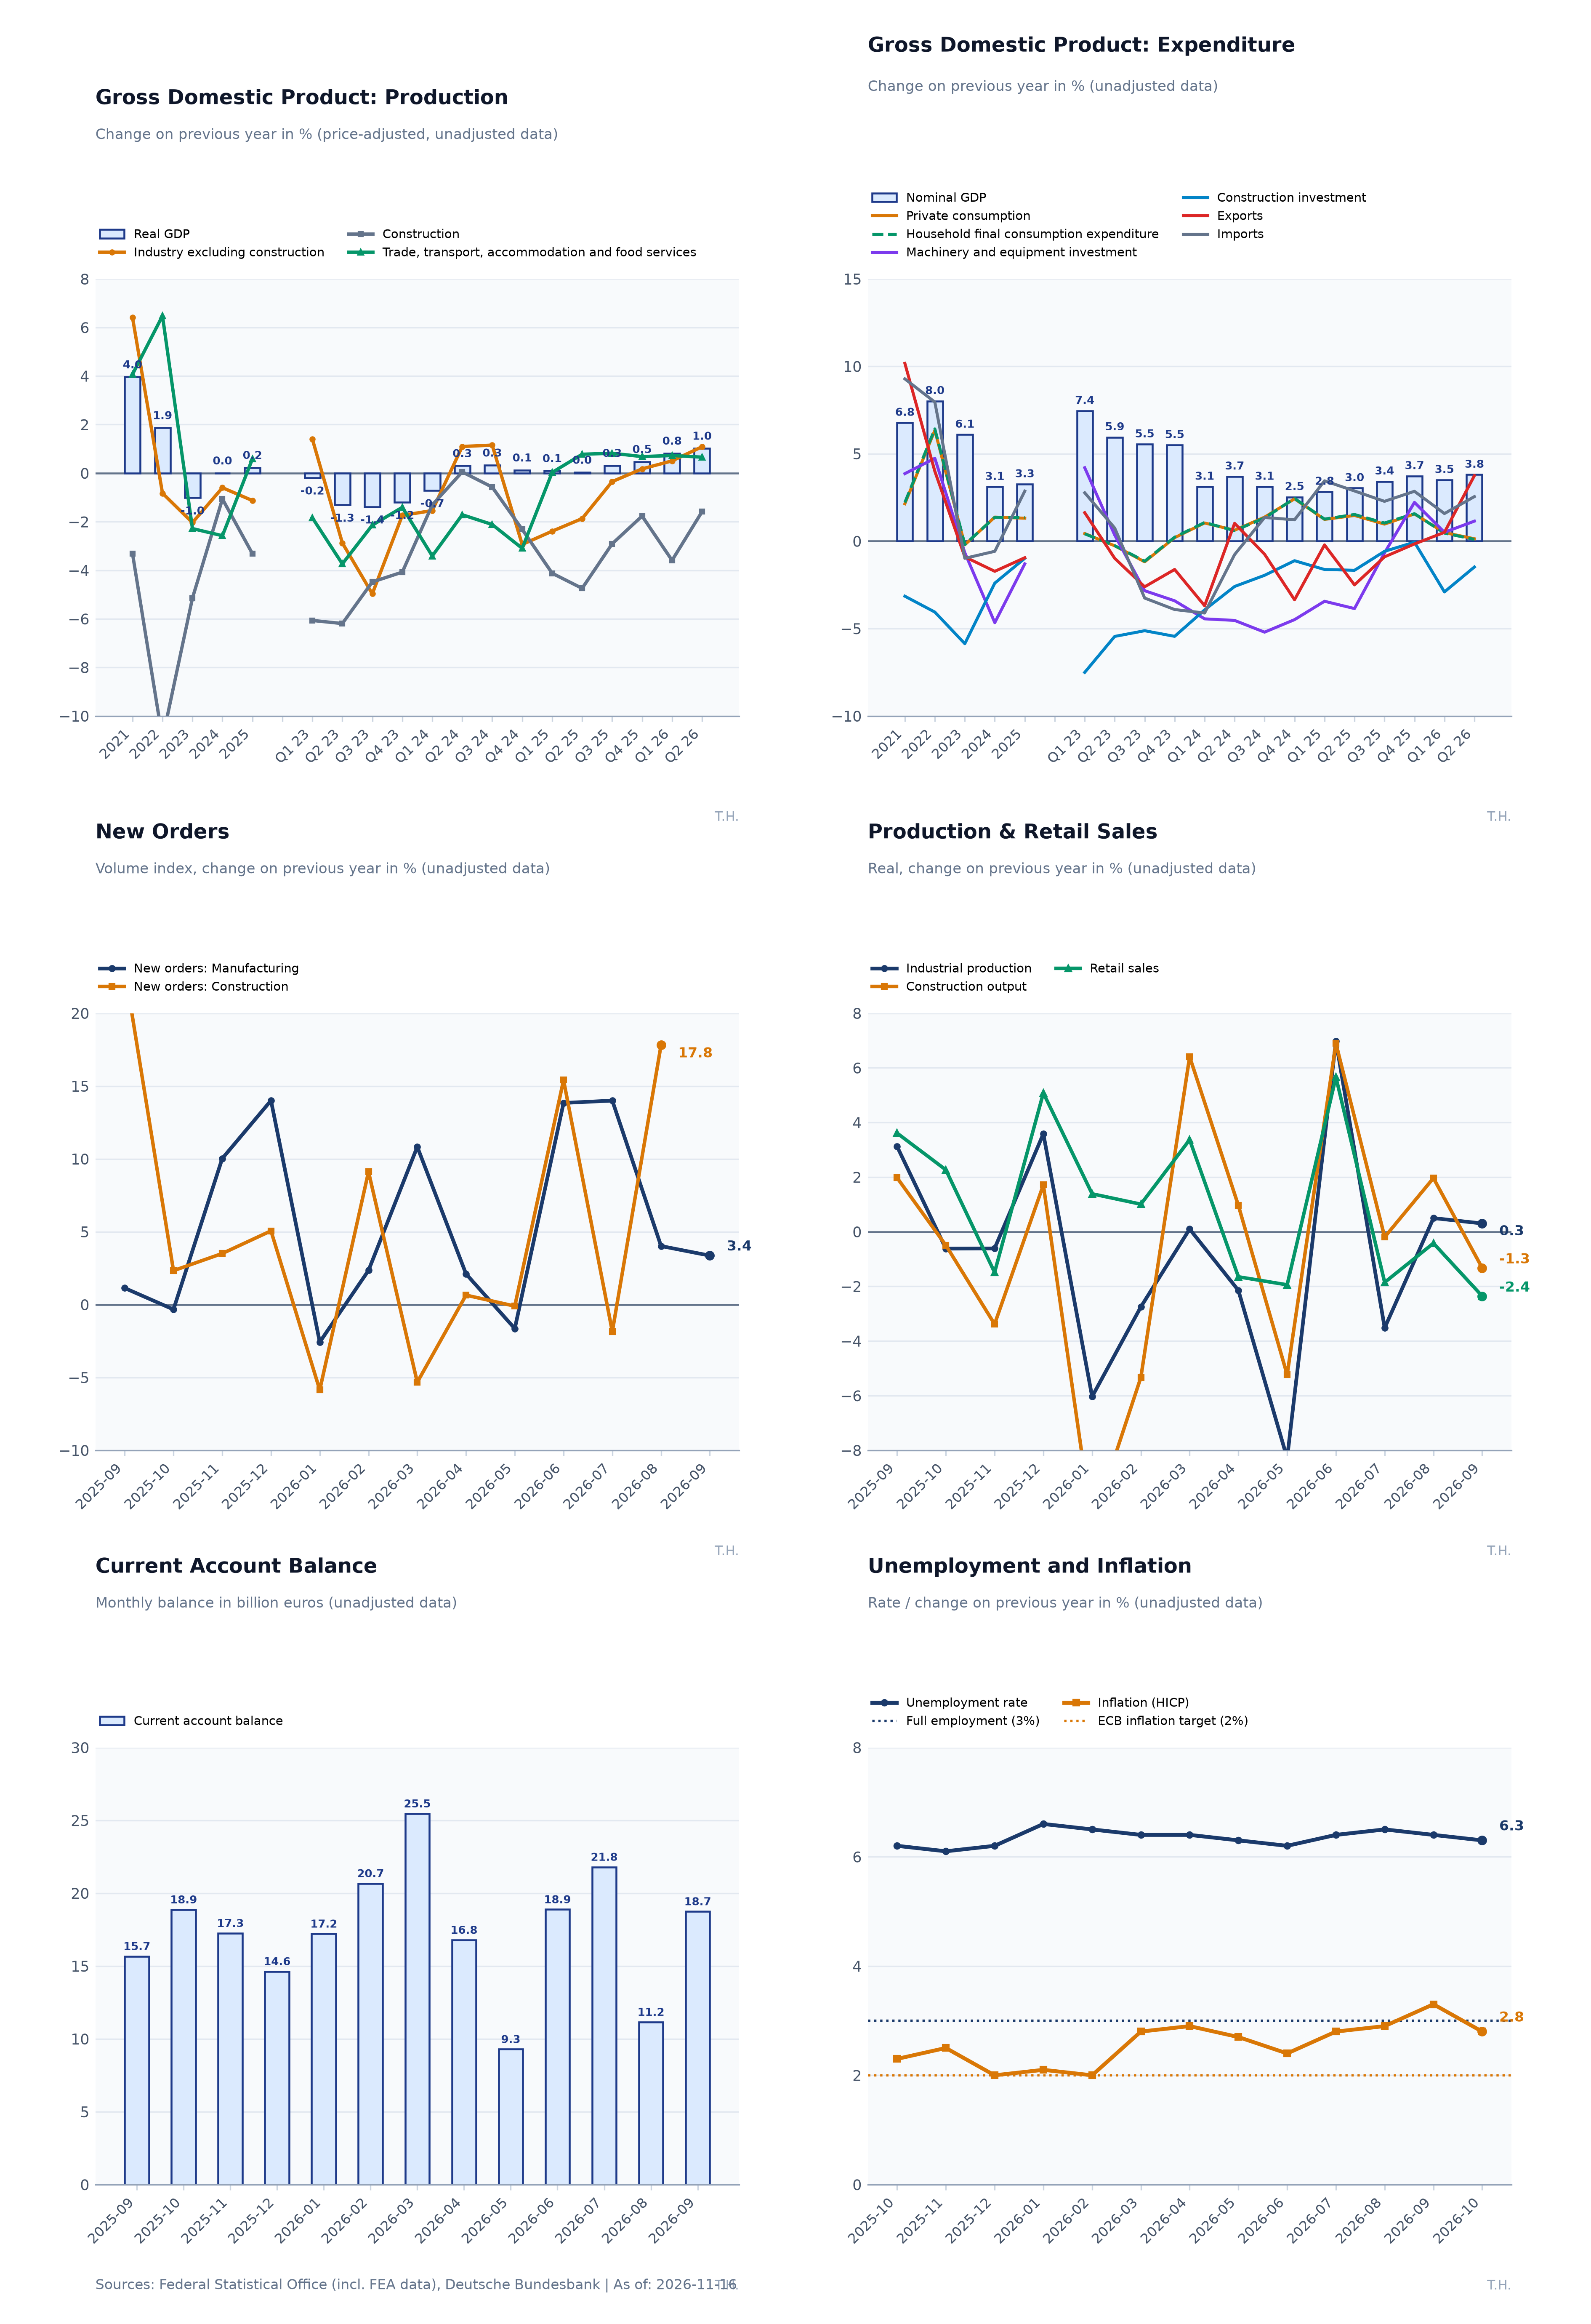 Gross Domestic Product: Production
Change on previous year in % (price-adjusted, unadjusted data)
Real GDP
Industry excluding construction
Construction
Trade, transport, accommodation and food services
8
6
4
2
0
−2
−4
−6
−8
−10
4.0
1.9
-1.0
0.0
0.2
-0.2
-1.3
-1.4
-1.2
-0.7
0.3
0.3
0.1
0.1
0.0
0.3
0.5
0.8
1.0
2021
2022
2023
2024
2025
Q1 23
Q2 23
Q3 23
Q4 23
Q1 24
Q2 24
Q3 24
Q4 24
Q1 25
Q2 25
Q3 25
Q4 25
Q1 26
Q2 26
T.H.
Gross Domestic Product: Expenditure
Change on previous year in % (unadjusted data)
Nominal GDP
Private consumption
Household final consumption expenditure
Machinery and equipment investment
Construction investment
Exports
Imports
15
10
5
0
−5
−10
6.8
8.0
6.1
3.1
3.3
7.4
5.9
5.5
5.5
3.1
3.7
3.1
2.5
2.8
3.0
3.4
3.7
3.5
3.8
2021
2022
2023
2024
2025
Q1 23
Q2 23
Q3 23
Q4 23
Q1 24
Q2 24
Q3 24
Q4 24
Q1 25
Q2 25
Q3 25
Q4 25
Q1 26
Q2 26
T.H.
New Orders
Volume index, change on previous year in % (unadjusted data)
New orders: Manufacturing
New orders: Construction
20
15
10
5
0
−5
−10
17.8
3.4
2025-09
2025-10
2025-11
2025-12
2026-01
2026-02
2026-03
2026-04
2026-05
2026-06
2026-07
2026-08
2026-09
T.H.
Production & Retail Sales
Real, change on previous year in % (unadjusted data)
Industrial production
Construction output
Retail sales
8
6
4
2
0
−2
−4
−6
−8
0.3
-1.3
-2.4
2025-09
2025-10
2025-11
2025-12
2026-01
2026-02
2026-03
2026-04
2026-05
2026-06
2026-07
2026-08
2026-09
T.H.
Current Account Balance
Monthly balance in billion euros (unadjusted data)
Current account balance
30
25
20
15
10
5
0
15.7
18.9
17.3
14.6
17.2
20.7
25.5
16.8
9.3
18.9
21.8
11.2
18.7
2025-09
2025-10
2025-11
2025-12
2026-01
2026-02
2026-03
2026-04
2026-05
2026-06
2026-07
2026-08
2026-09
Sources: Federal Statistical Office (incl. FEA data), Deutsche Bundesbank | As of: 2026-11-16
T.H.
Unemployment and Inflation
Rate / change on previous year in % (unadjusted data)
Unemployment rate
Full employment (3%)
Inflation (HICP)
ECB inflation target (2%)
8
6
4
2
0
6.3
2.8
2025-10
2025-11
2025-12
2026-01
2026-02
2026-03
2026-04
2026-05
2026-06
2026-07
2026-08
2026-09
2026-10
T.H.